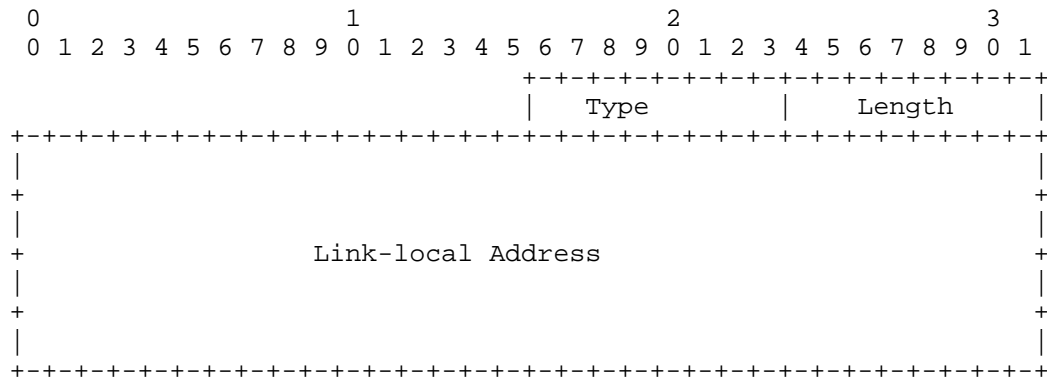 0                   1                   2                   3
 0 1 2 3 4 5 6 7 8 9 0 1 2 3 4 5 6 7 8 9 0 1 2 3 4 5 6 7 8 9 0 1
                                +-+-+-+-+-+-+-+-+-+-+-+-+-+-+-+-+
                                |   Type        |    Length     |
+-+-+-+-+-+-+-+-+-+-+-+-+-+-+-+-+-+-+-+-+-+-+-+-+-+-+-+-+-+-+-+-+
|                                                               |
+                                                               +
|                                                               |
+                  Link-local Address                           +
|                                                               |
+                                                               +
|                                                               |
+-+-+-+-+-+-+-+-+-+-+-+-+-+-+-+-+-+-+-+-+-+-+-+-+-+-+-+-+-+-+-+-+